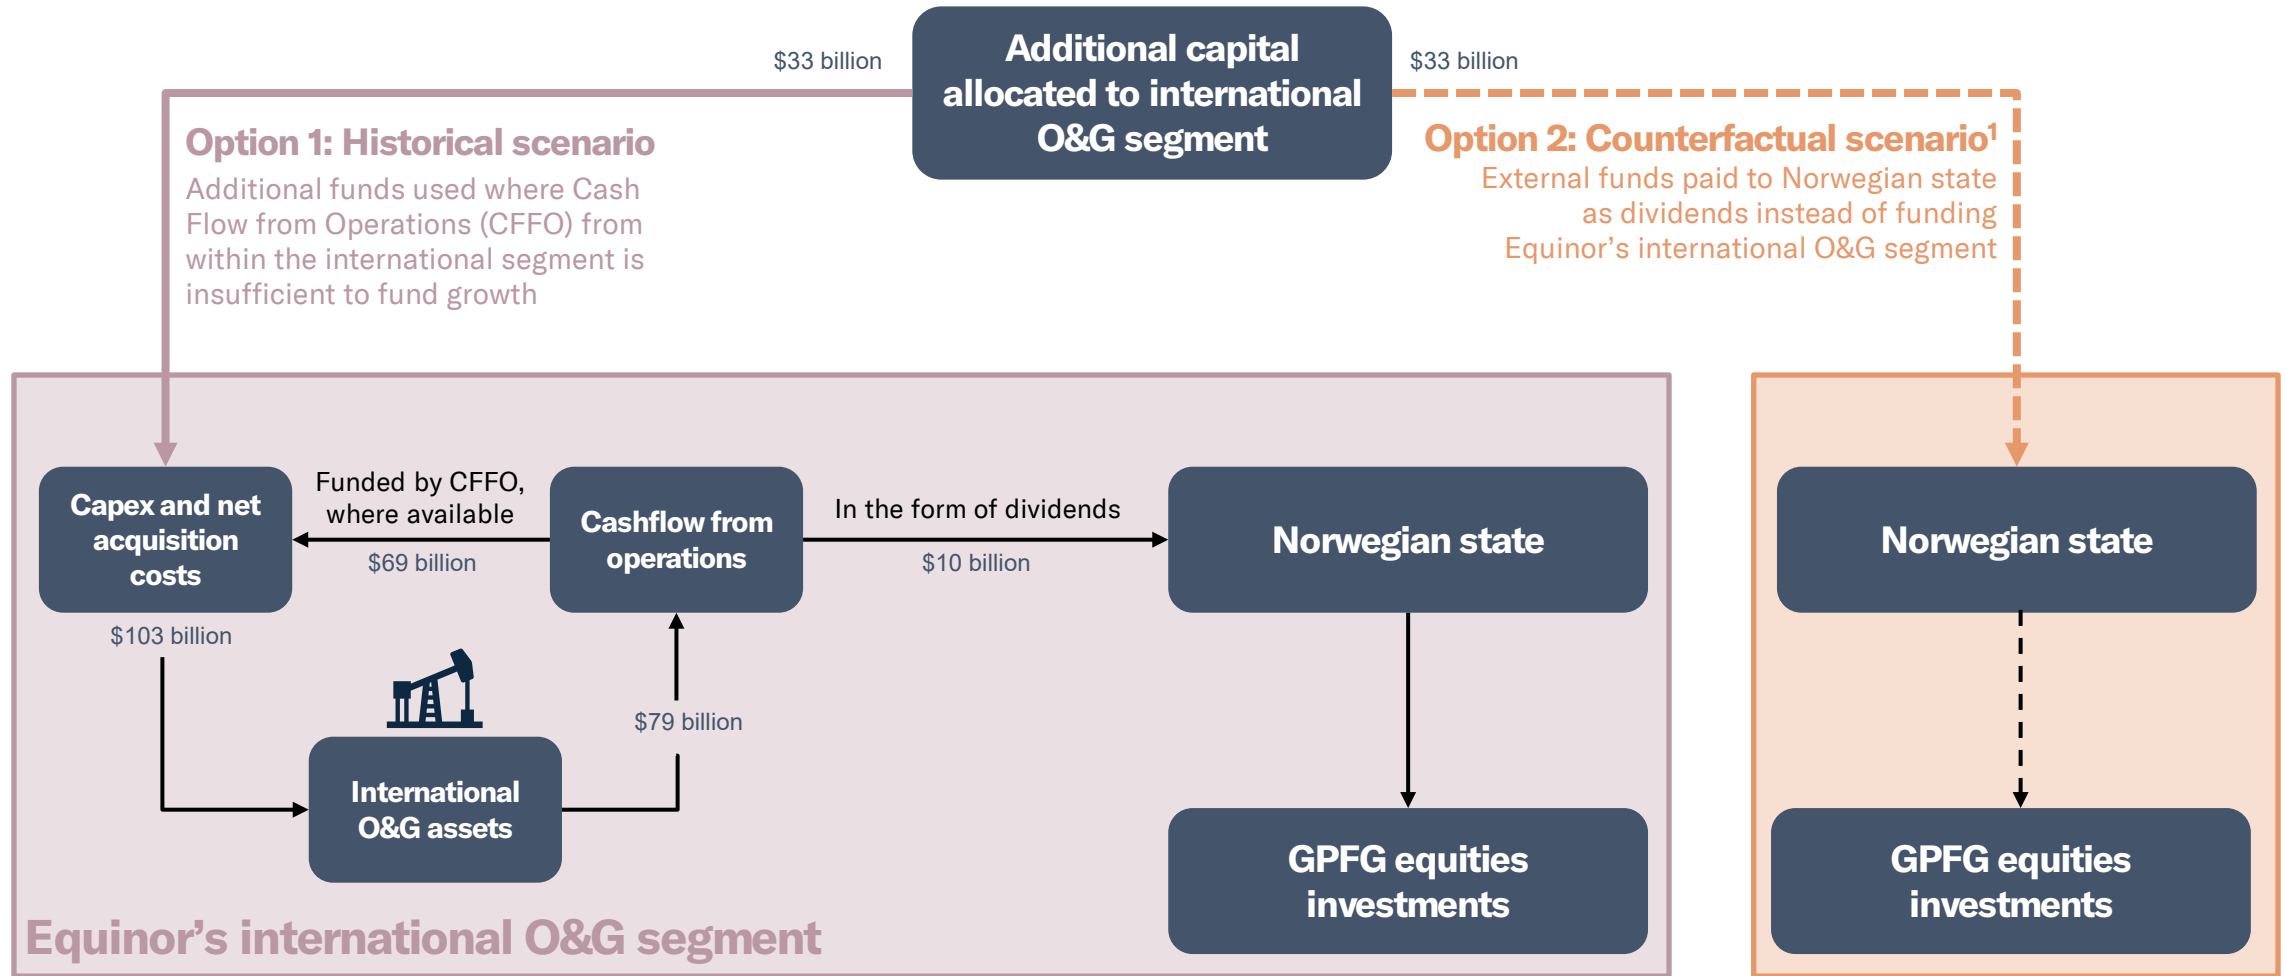 $33 billion
Additional capital
allocated to international
O&G segment
$33 billion
Option 1: Historical scenario
Additional funds used where Cash
Flow from Operations (CFFO) from
within the international segment is
insufficient to fund growth
Option 2: Counterfactual scenario¹
External funds paid to Norwegian state
as dividends instead of funding
Equinor’s international O&G segment
Capex and net
acquisition
costs
Funded by CFFO,
where available
$69 billion
Cashflow from
operations
In the form of dividends
$10 billion
Norwegian state
Norwegian state
$103 billion
$79 billion
International
O&G assets
GPFG equities
investments
GPFG equities
investments
Equinor’s international O&G segment